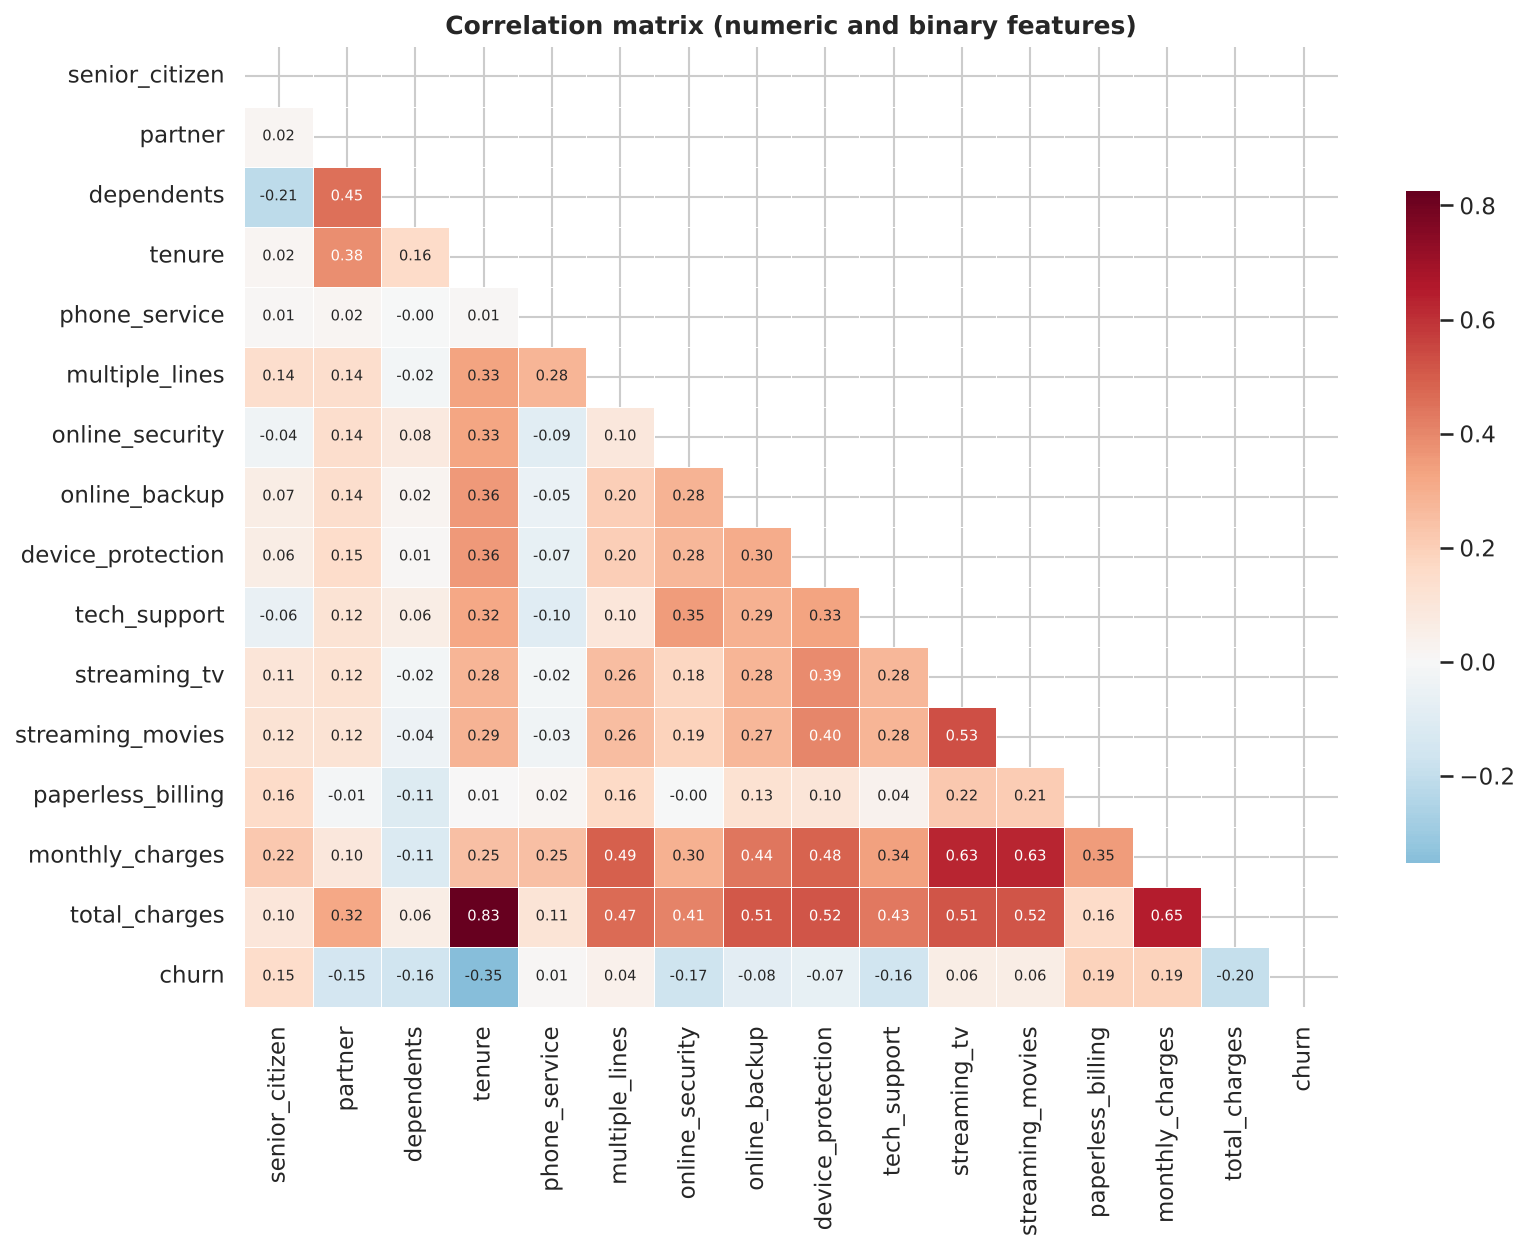 Correlation matrix (numeric and binary features)
senior_citizen
partner 0.02
dependents -0.21 0.45
tenure 0.02 0.38 0.16
phone_service 0.01 0.02 -0.00 0.01
multiple_lines 0.14 0.14 -0.02 0.33 0.28
online_security -0.04 0.14 0.08 0.33 -0.09 0.10
online_backup 0.07 0.14 0.02 0.36 -0.05 0.20 0.28
device_protection 0.06 0.15 0.01 0.36 -0.07 0.20 0.28 0.30
tech_support -0.06 0.12 0.06 0.32 -0.10 0.10 0.35 0.29 0.33
streaming_tv 0.11 0.12 -0.02 0.28 -0.02 0.26 0.18 0.28 0.39 0.28
streaming_movies 0.12 0.12 -0.04 0.29 -0.03 0.26 0.19 0.27 0.40 0.28 0.53
paperless_billing 0.16 -0.01 -0.11 0.01 0.02 0.16 -0.00 0.13 0.10 0.04 0.22 0.21
monthly_charges 0.22 0.10 -0.11 0.25 0.25 0.49 0.30 0.44 0.48 0.34 0.63 0.63 0.35
total_charges 0.10 0.32 0.06 0.83 0.11 0.47 0.41 0.51 0.52 0.43 0.51 0.52 0.16 0.65
churn 0.15 -0.15 -0.16 -0.35 0.01 0.04 -0.17 -0.08 -0.07 -0.16 0.06 0.06 0.19 0.19 -0.20
senior_citizen
partner
dependents
tenure
phone_service
multiple_lines
online_security
online_backup
device_protection
tech_support
streaming_tv
streaming_movies
paperless_billing
monthly_charges
total_charges
churn
0.8
0.6
0.4
0.2
0.0
−0.2